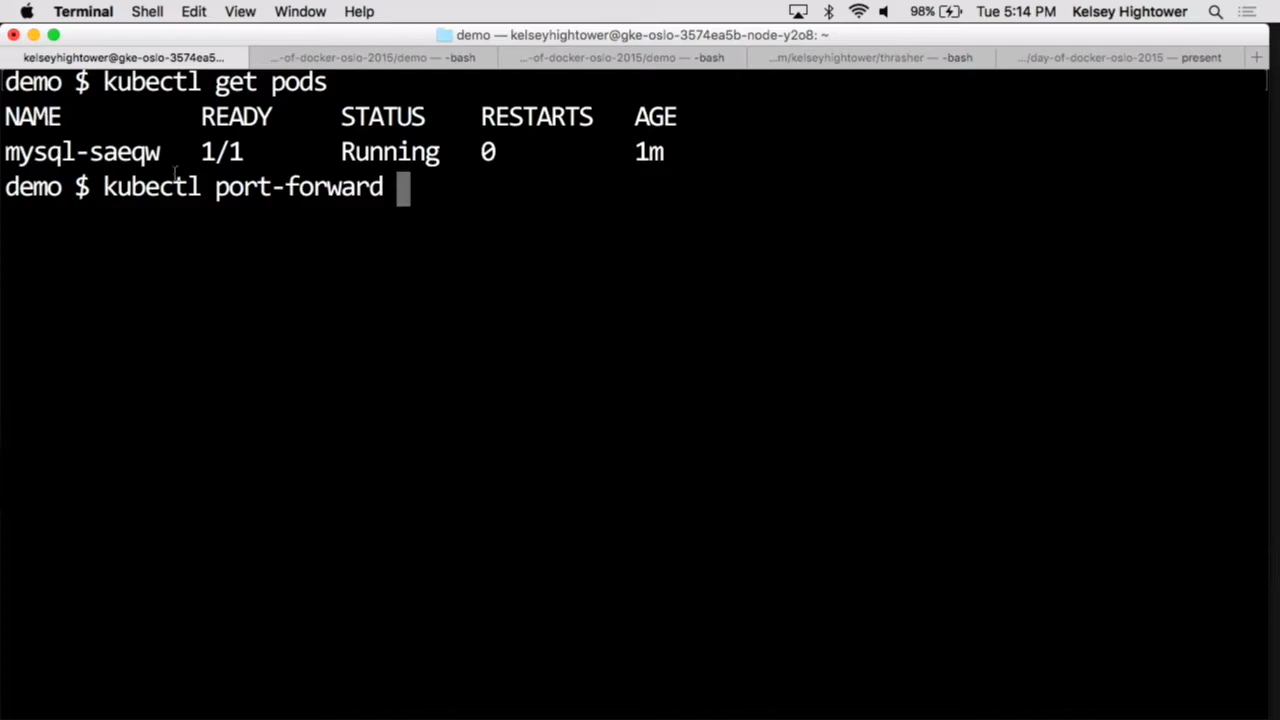 Terminal Shell Edit View Window Help 98% Tue 5:14 PM Kelsey Hightower
demo — kelseyhightower@gke-oslo-3574ea5b-node-y2o8: ~
kelseyhightower@gke-oslo-3574ea5... ...-of-docker-oslo-2015/demo — -bash ...-of-docker-oslo-2015/demo — -bash ...m/kelseyhightower/thrasher — -bash .../day-of-docker-oslo-2015 — present +
demo $ kubectl get pods
NAME READY STATUS RESTARTS AGE
mysql-saeqw 1/1 Running 0 1m
demo $ kubectl port-forward